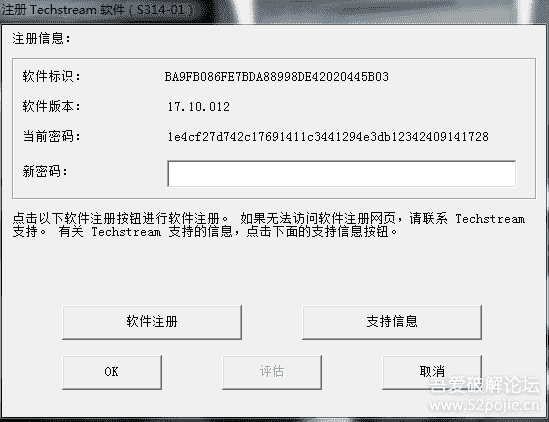 注册 Techstream 软件（S314-01）
注册信息：
软件标识： BA9FB086FE7BDA88998DE42020445B03
软件版本： 17.10.012
当前密码： 1e4cf27d742c17691411c3441294e3db12342409141728
新密码：
点击以下软件注册按钮进行软件注册。 如果无法访问软件注册网页，请联系 Techstream
支持。 有关 Techstream 支持的信息，点击下面的支持信息按钮。
软件注册 支持信息
OK 评估 取消
吾爱破解论坛
www.52pojie.cn